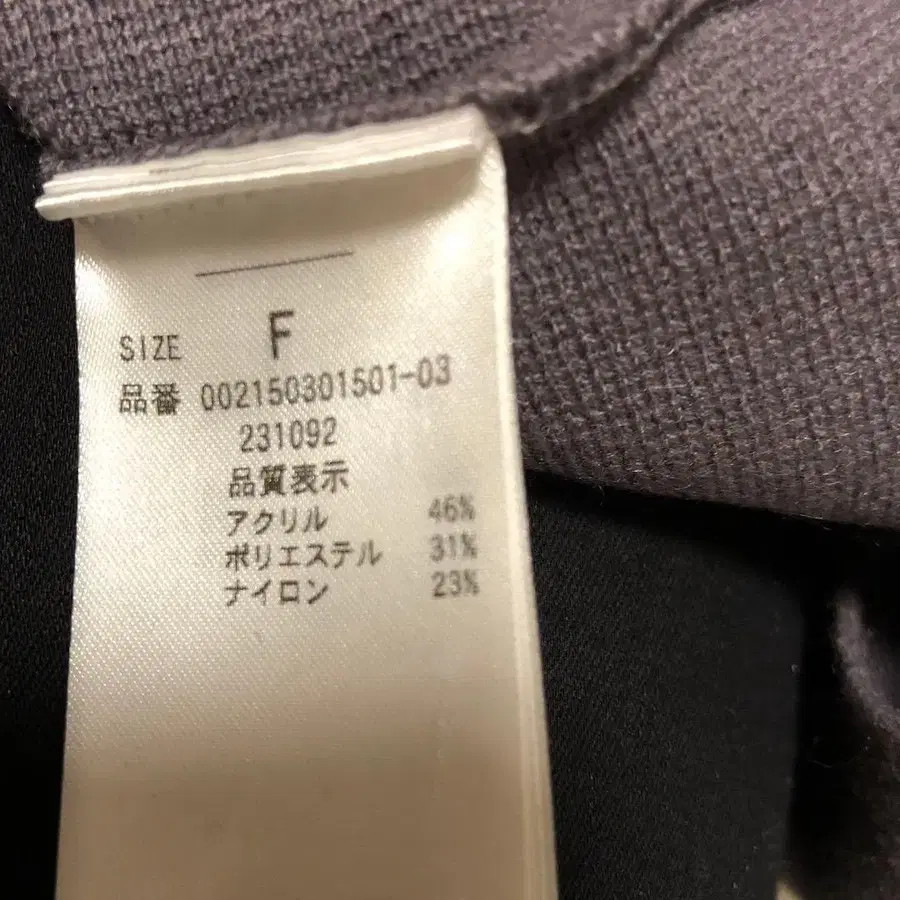 SIZE F
品番 002150301501-03
231092
品質表示
アクリル 46%
ポリエステル 31%
ナイロン 23%